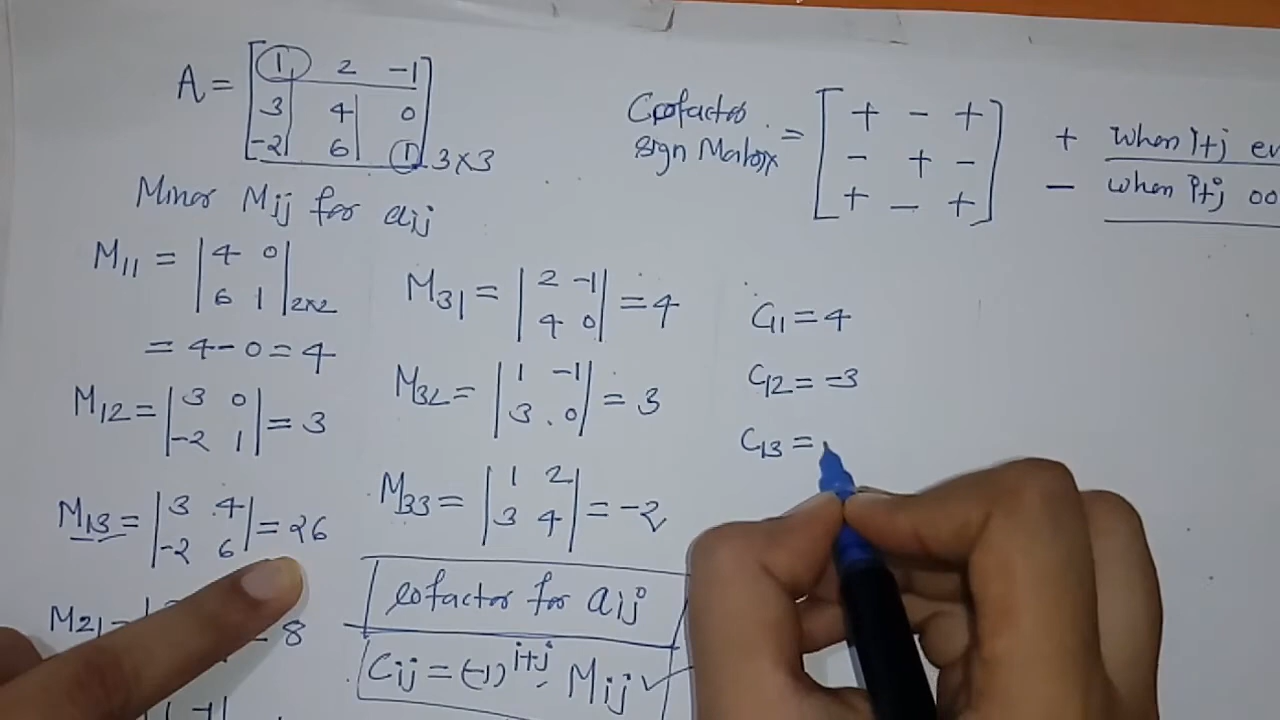 A = [ 1 2 -1
3 4 0
-2 6 1 ] 3×3
Minor Mij for aij
M11 = | 4 0
6 1 | 2×2
= 4 - 0 = 4
M12 = | 3 0
-2 1 | = 3
M13 = | 3 4
-2 6 | = 26
M21 = = 8
M31 = | 2 -1
4 0 | = 4
M32 = | 1 -1
3 0 | = 3
M33 = | 1 2
3 4 | = -2
cofactor for aij
Cij = (-1)^i+j Mij
Cofactor
sign Matrix = [ + - +
- + -
+ - + ]
+ when i+j
- when i+j
C11 = 4
C12 = -3
C13 =